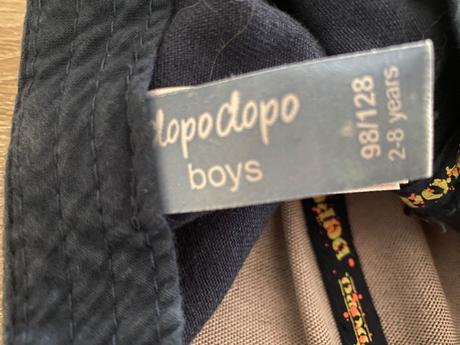 dopodopo
boys
98/128
2-8 years